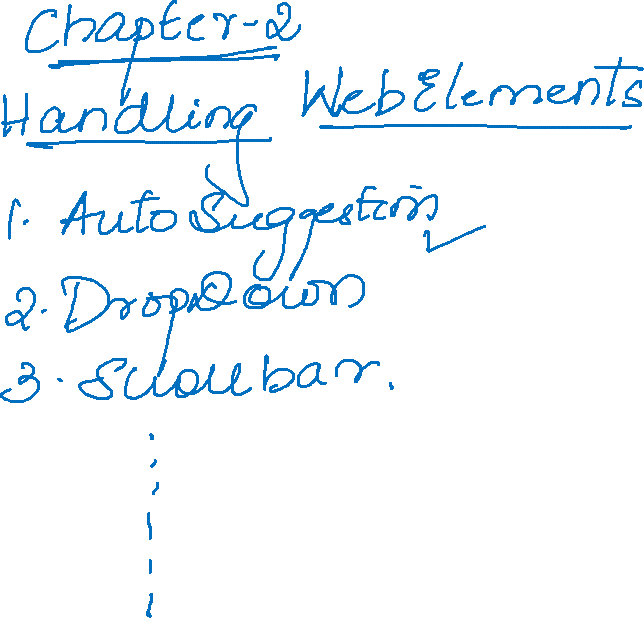 Chapter-2
Handling WebElements
1. AutoSuggestion
2. DropDown
3. Scrollbar.